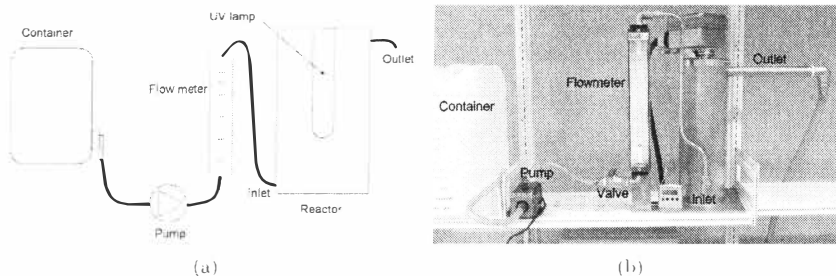 UV lamp
Container
Outlet
Flow meter
Inlet
Reactor
Pump
(a)
Outlet
Flowmeter
Container
Pump
Valve
Inlet
(b)